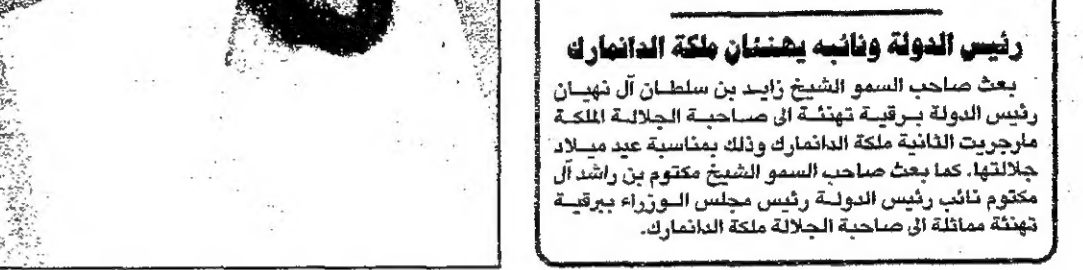 رئيس الدولة ونائبه يهنئان ملكة الدانمارك
بعث صاحب السمو الشيخ زايد بن سلطان آل نهيان
رئيس الدولة برقية تهنئة الى صاحبة الجلالة الملكة
مارجريت الثانية ملكة الدانمارك وذلك بمناسبة عيد ميلاد
جلالتها. كما بعث صاحب السمو الشيخ مكتوم بن راشد آل
مكتوم نائب رئيس الدولة رئيس مجلس الوزراء ببرقية
تهنئة مماثلة الى صاحبة الجلالة ملكة الدانمارك.